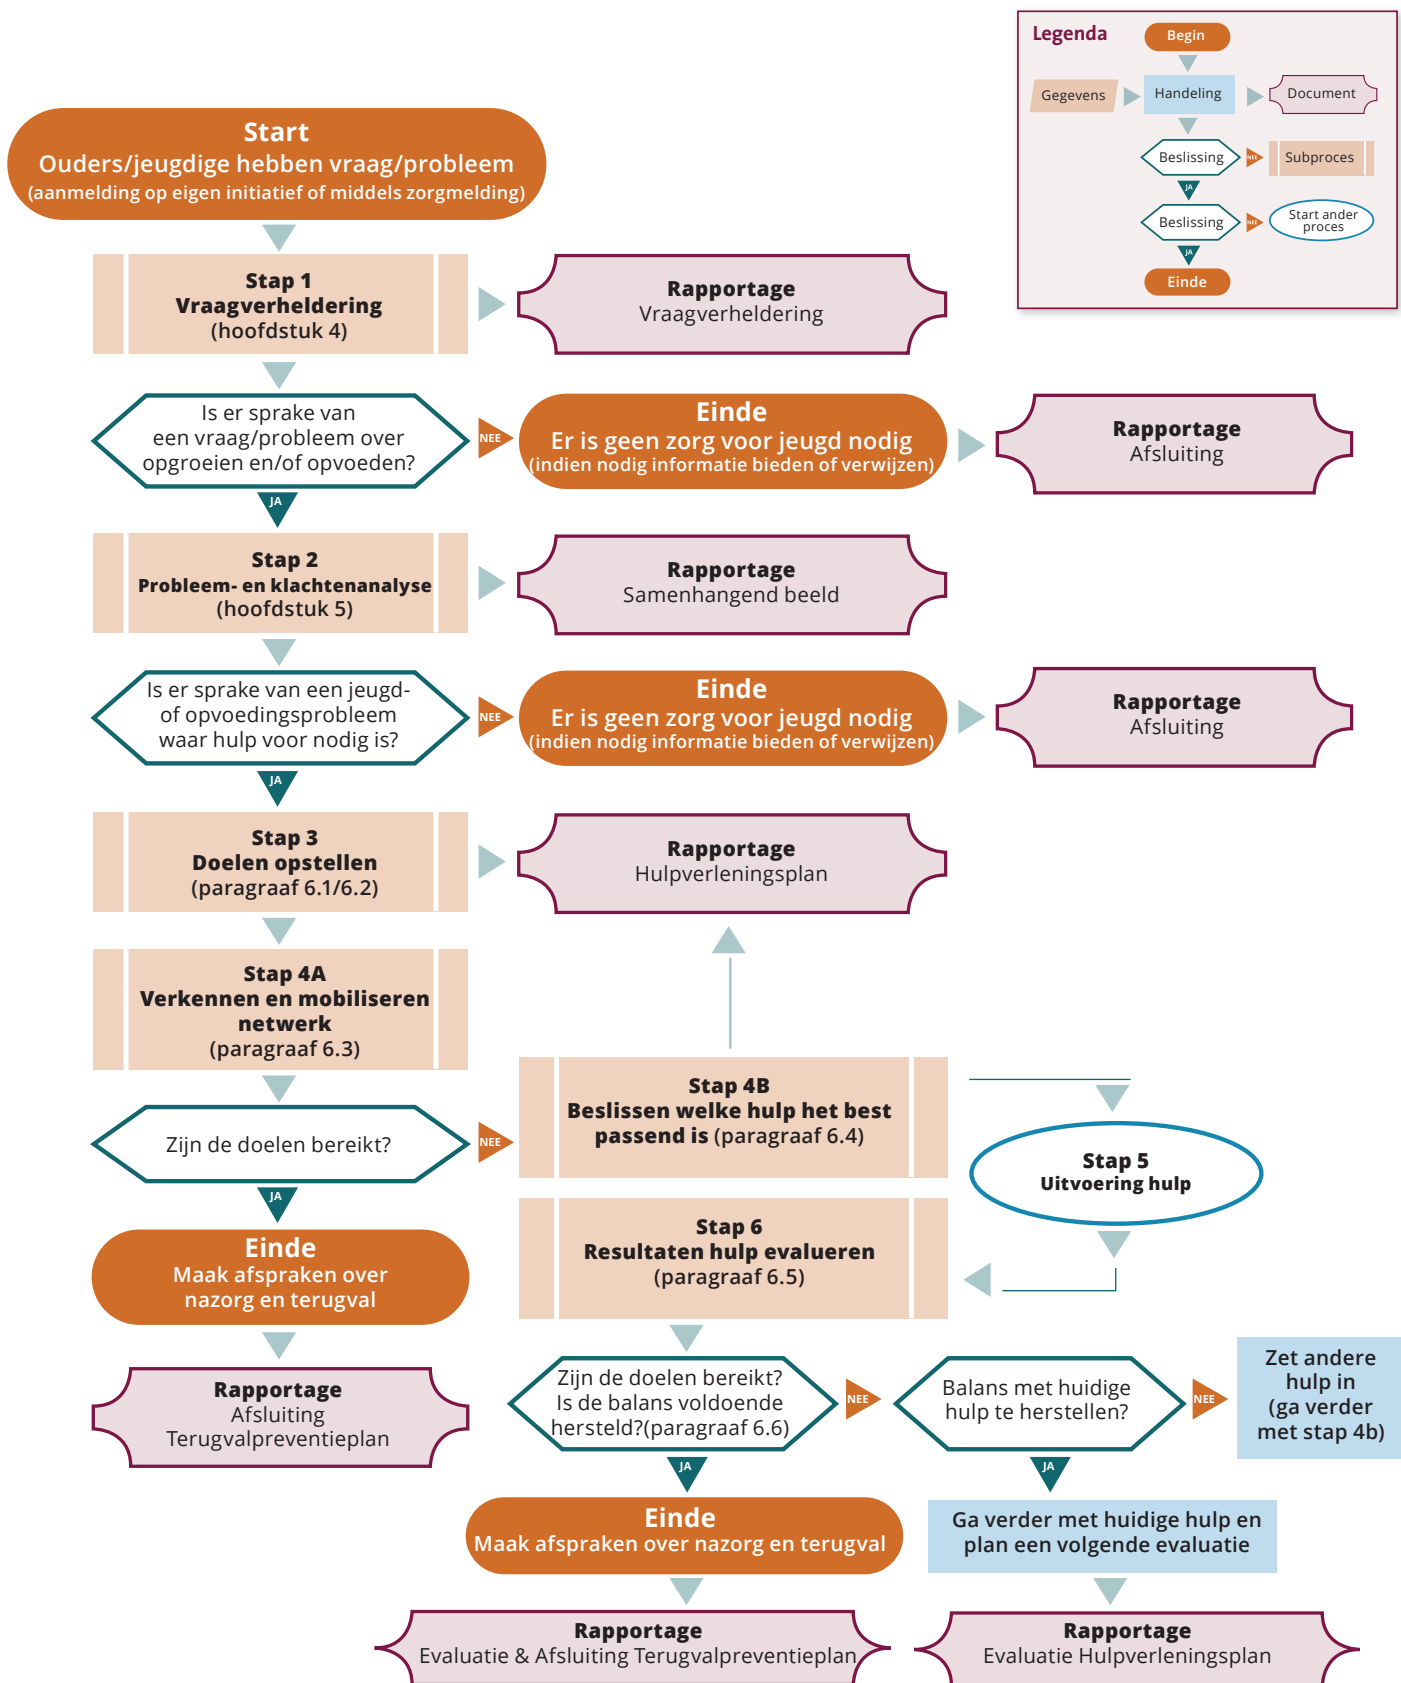 Legenda
Begin
Gegevens
Handeling
Document
Beslissing
NEE
Subproces
JA
Beslissing
NEE
Start ander
proces
JA
Einde
Start
Ouders/jeugdige hebben vraag/probleem
(aanmelding op eigen initiatief of middels zorgmelding)
Stap 1
Vraagverheldering
(hoofdstuk 4)
Rapportage
Vraagverheldering
Is er sprake van
een vraag/probleem over
opgroeien en/of opvoeden?
NEE
Einde
Er is geen zorg voor jeugd nodig
(indien nodig informatie bieden of verwijzen)
Rapportage
Afsluiting
JA
Stap 2
Probleem- en klachtenanalyse
(hoofdstuk 5)
Rapportage
Samenhangend beeld
Is er sprake van een jeugd-
of opvoedingsprobleem
waar hulp voor nodig is?
NEE
Einde
Er is geen zorg voor jeugd nodig
(indien nodig informatie bieden of verwijzen)
Rapportage
Afsluiting
JA
Stap 3
Doelen opstellen
(paragraaf 6.1/6.2)
Rapportage
Hulpverleningsplan
Stap 4A
Verkennen en mobiliseren
netwerk
(paragraaf 6.3)
Zijn de doelen bereikt?
NEE
Stap 4B
Beslissen welke hulp het best
passend is (paragraaf 6.4)
Stap 5
Uitvoering hulp
JA
Einde
Maak afspraken over
nazorg en terugval
Rapportage
Afsluiting
Terugvalpreventieplan
Stap 6
Resultaten hulp evalueren
(paragraaf 6.5)
Zijn de doelen bereikt?
Is de balans voldoende
hersteld?(paragraaf 6.6)
NEE
Balans met huidige
hulp te herstellen?
NEE
Zet andere
hulp in
(ga verder
met stap 4b)
JA
Einde
Maak afspraken over nazorg en terugval
JA
Ga verder met huidige hulp en
plan een volgende evaluatie
Rapportage
Evaluatie & Afsluiting Terugvalpreventieplan
Rapportage
Evaluatie Hulpverleningsplan